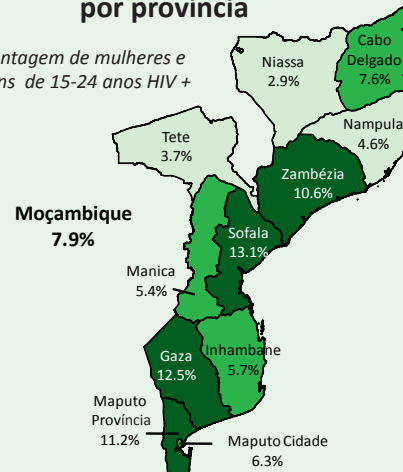 por província
ntagem de mulheres e
ns de 15-24 anos HIV +
Cabo
Delgado
7.6%
Niassa
2.9%
Nampula
4.6%
Tete
3.7%
Zambézia
10.6%
Moçambique
7.9%
Sofala
13.1%
Manica
5.4%
Inhambane
5.7%
Gaza
12.5%
Maputo
Província
11.2%
Maputo Cidade
6.3%